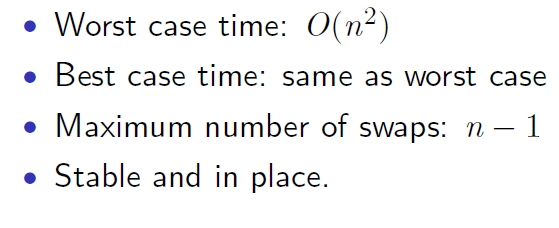 • Worst case time: O(n²)
• Best case time: same as worst case
• Maximum number of swaps: n − 1
• Stable and in place.